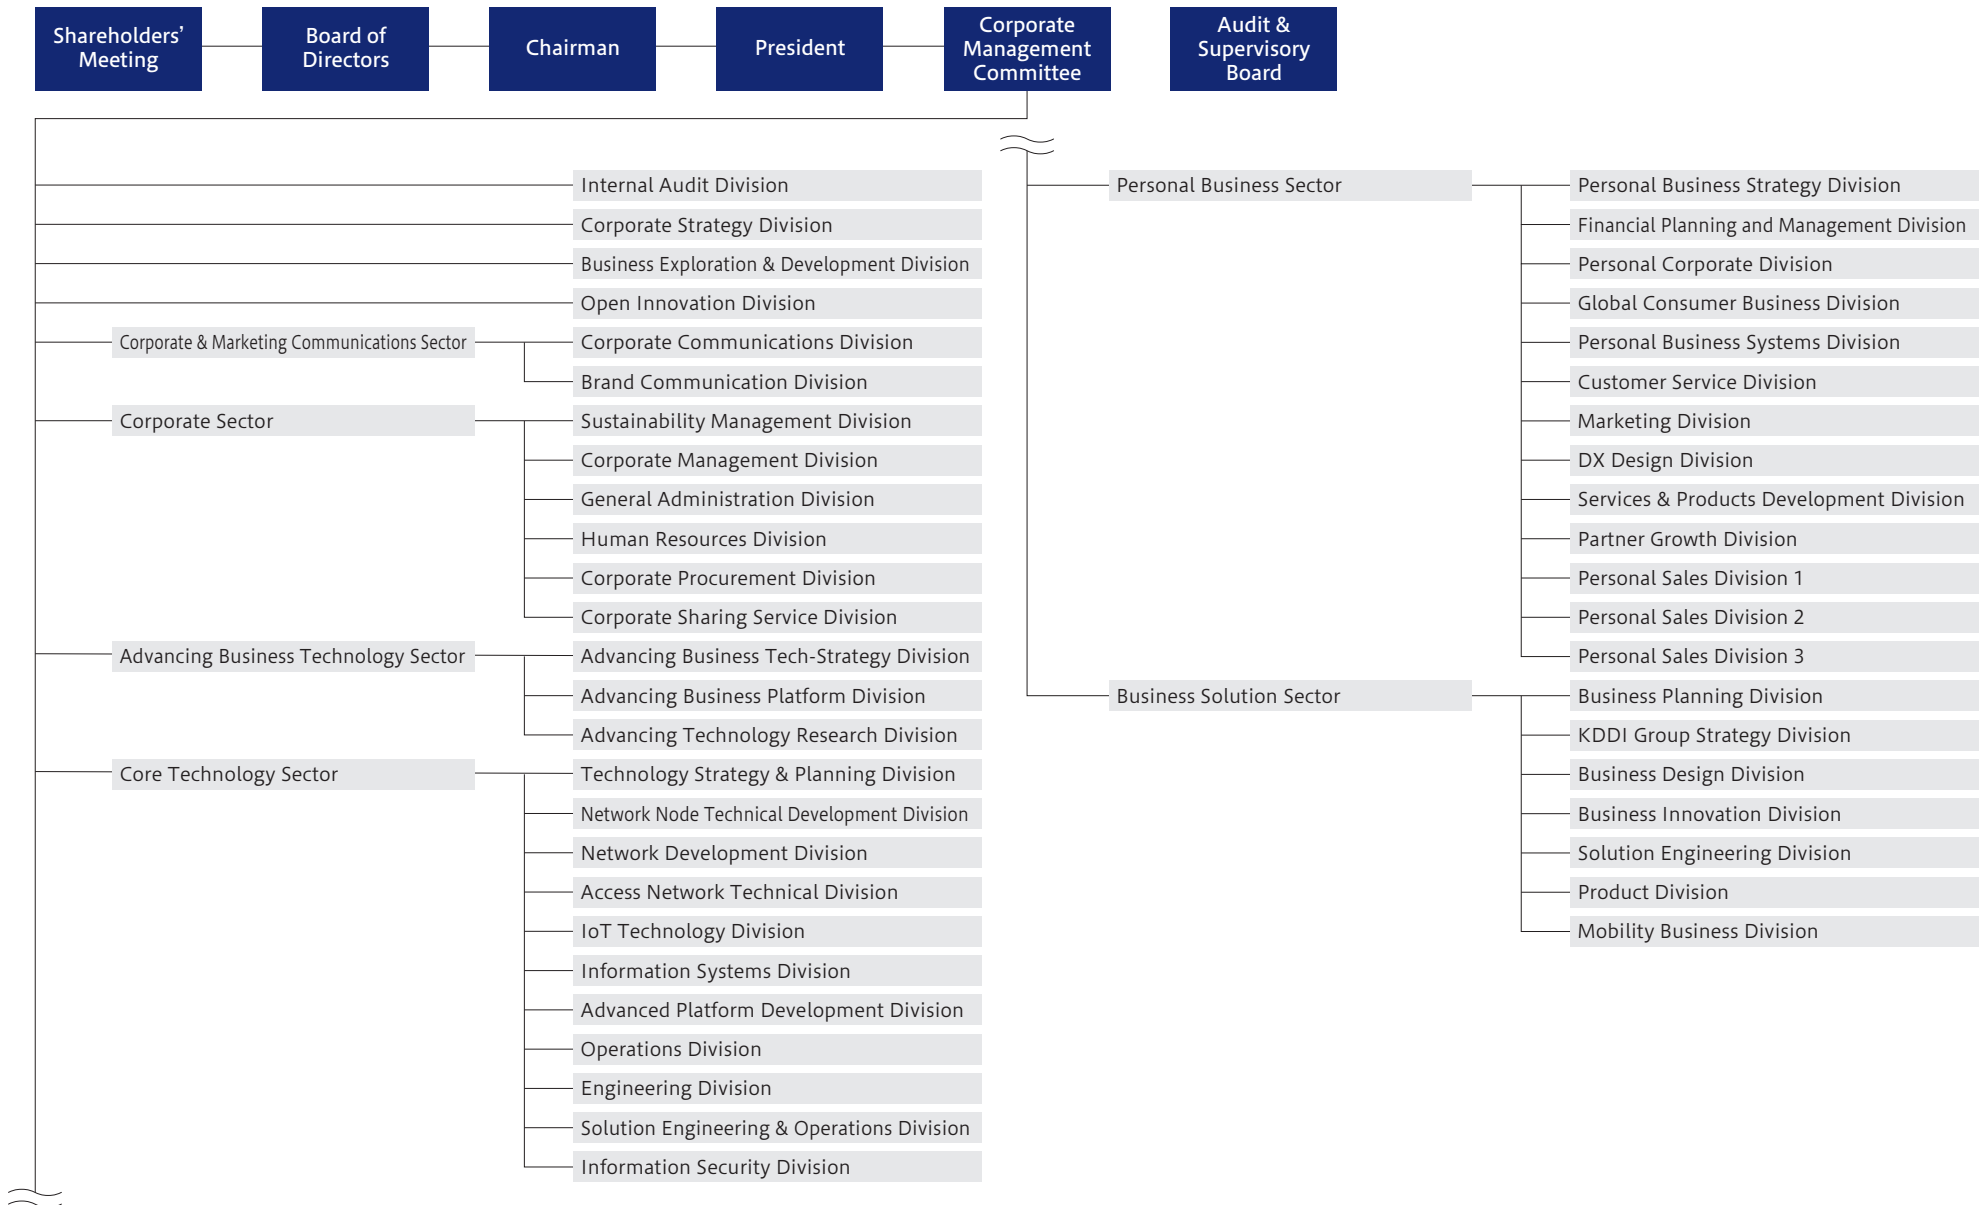 Shareholders'
Meeting
Board of
Directors
Chairman
President
Corporate
Management
Committee
Audit &
Supervisory
Board
Internal Audit Division
Corporate Strategy Division
Business Exploration & Development Division
Open Innovation Division
Corporate & Marketing Communications Sector
Corporate Communications Division
Brand Communication Division
Corporate Sector
Sustainability Management Division
Corporate Management Division
General Administration Division
Human Resources Division
Corporate Procurement Division
Corporate Sharing Service Division
Advancing Business Technology Sector
Advancing Business Tech-Strategy Division
Advancing Business Platform Division
Advancing Technology Research Division
Core Technology Sector
Technology Strategy & Planning Division
Network Node Technical Development Division
Network Development Division
Access Network Technical Division
IoT Technology Division
Information Systems Division
Advanced Platform Development Division
Operations Division
Engineering Division
Solution Engineering & Operations Division
Information Security Division
Personal Business Sector
Personal Business Strategy Division
Financial Planning and Management Division
Personal Corporate Division
Global Consumer Business Division
Personal Business Systems Division
Customer Service Division
Marketing Division
DX Design Division
Services & Products Development Division
Partner Growth Division
Personal Sales Division 1
Personal Sales Division 2
Personal Sales Division 3
Business Solution Sector
Business Planning Division
KDDI Group Strategy Division
Business Design Division
Business Innovation Division
Solution Engineering Division
Product Division
Mobility Business Division